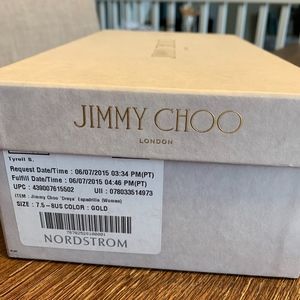 JIMMY CHOO
LONDON
Tyrell S.
Request Date/Time : 06/07/2015 03:34 PM(PT)
Fulfill Date/Time : 06/07/2015 04:46 PM(PT)
UPC : 439007615502 UII : 078033514973
ITEM : Jimmy Choo 'Dreya' Espadrille (Women)
SIZE : 7.5 - 8US COLOR : GOLD
NORDSTROM